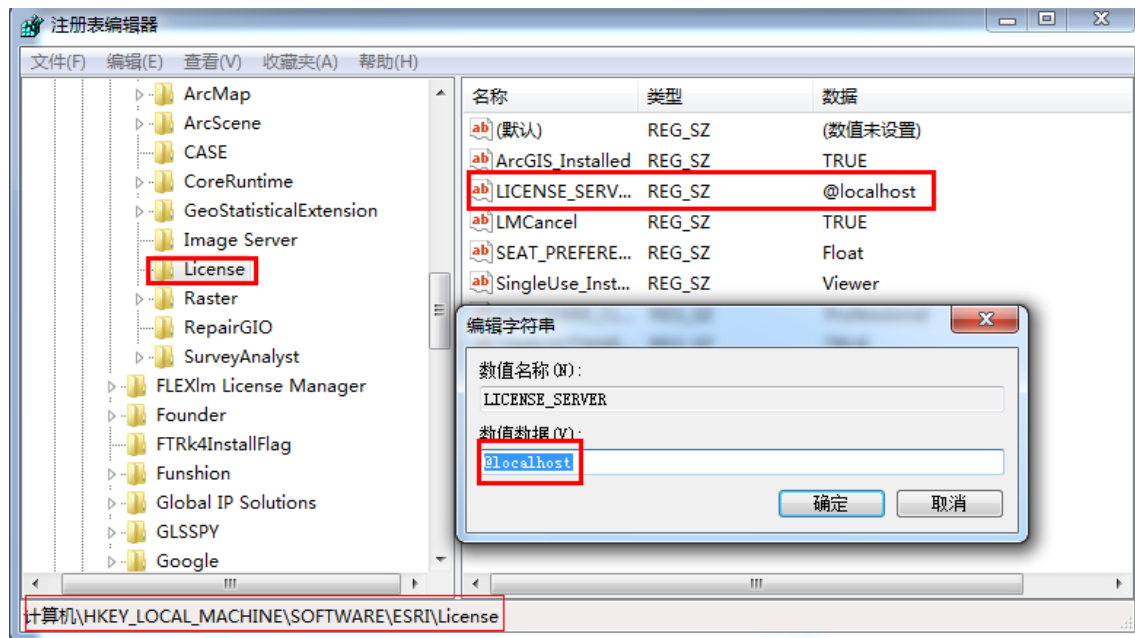 注册表编辑器
文件(F) 编辑(E) 查看(V) 收藏夹(A) 帮助(H)
ArcMap
ArcScene
CASE
CoreRuntime
GeoStatisticalExtension
Image Server
License
Raster
RepairGIO
SurveyAnalyst
FLEXlm License Manager
Founder
FTRk4InstallFlag
Funshion
Global IP Solutions
GLSSPY
Google
名称 类型 数据
(默认) REG_SZ (数值未设置)
ArcGIS_Installed REG_SZ TRUE
LICENSE_SERV... REG_SZ @localhost
LMCancel REG_SZ TRUE
SEAT_PREFERE... REG_SZ Float
SingleUse_Inst... REG_SZ Viewer
编辑字符串
数值名称(N):
LICENSE_SERVER
数值数据(V):
@localhost
确定 取消
计算机\HKEY_LOCAL_MACHINE\SOFTWARE\ESRI\License